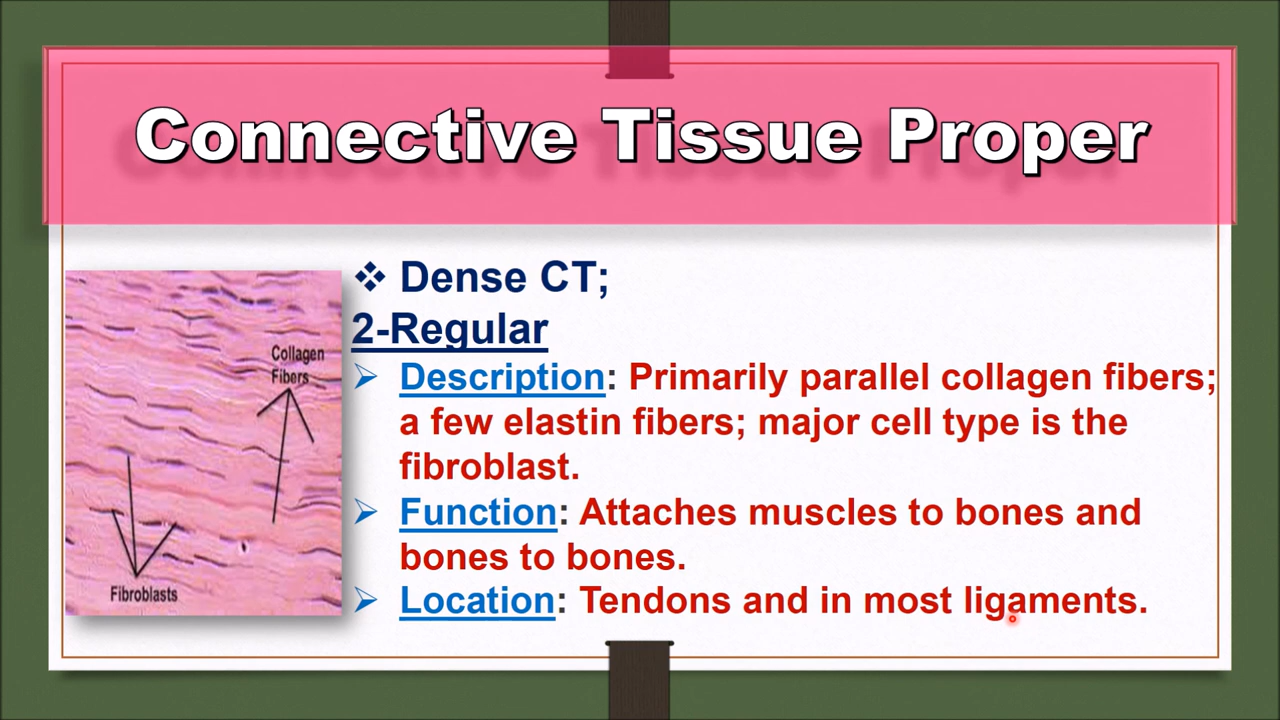 Connective Tissue Proper
❖ Dense CT;
2-Regular
Collagen
Fibers
Fibroblasts
➢ Description: Primarily parallel collagen fibers;
a few elastin fibers; major cell type is the
fibroblast.
➢ Function: Attaches muscles to bones and
bones to bones.
➢ Location: Tendons and in most ligaments.